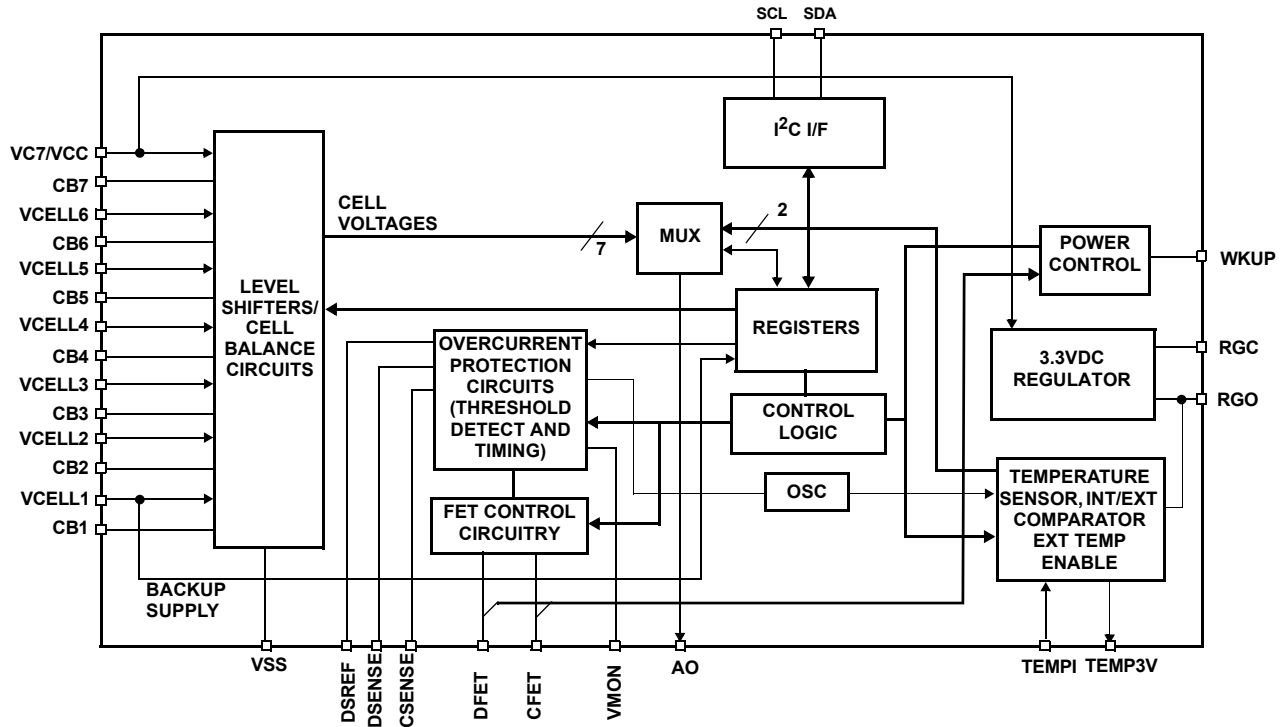 SCL SDA
I2C I/F
VC7/VCC
CB7
VCELL6
CB6
VCELL5
CB5
VCELL4
CB4
VCELL3
CB3
VCELL2
CB2
VCELL1
CB1
LEVEL
SHIFTERS/
CELL
BALANCE
CIRCUITS
CELL
VOLTAGES
7
MUX
2
POWER
CONTROL
WKUP
REGISTERS
3.3VDC
REGULATOR
RGC
RGO
OVERCURRENT
PROTECTION
CIRCUITS
(THRESHOLD
DETECT AND
TIMING)
CONTROL
LOGIC
OSC
TEMPERATURE
SENSOR, INT/EXT
COMPARATOR
EXT TEMP
ENABLE
FET CONTROL
CIRCUITRY
BACKUP
SUPPLY
VSS
DSREF
DSENSE
CSENSE
DFET
CFET
VMON
AO
TEMPI
TEMP3V